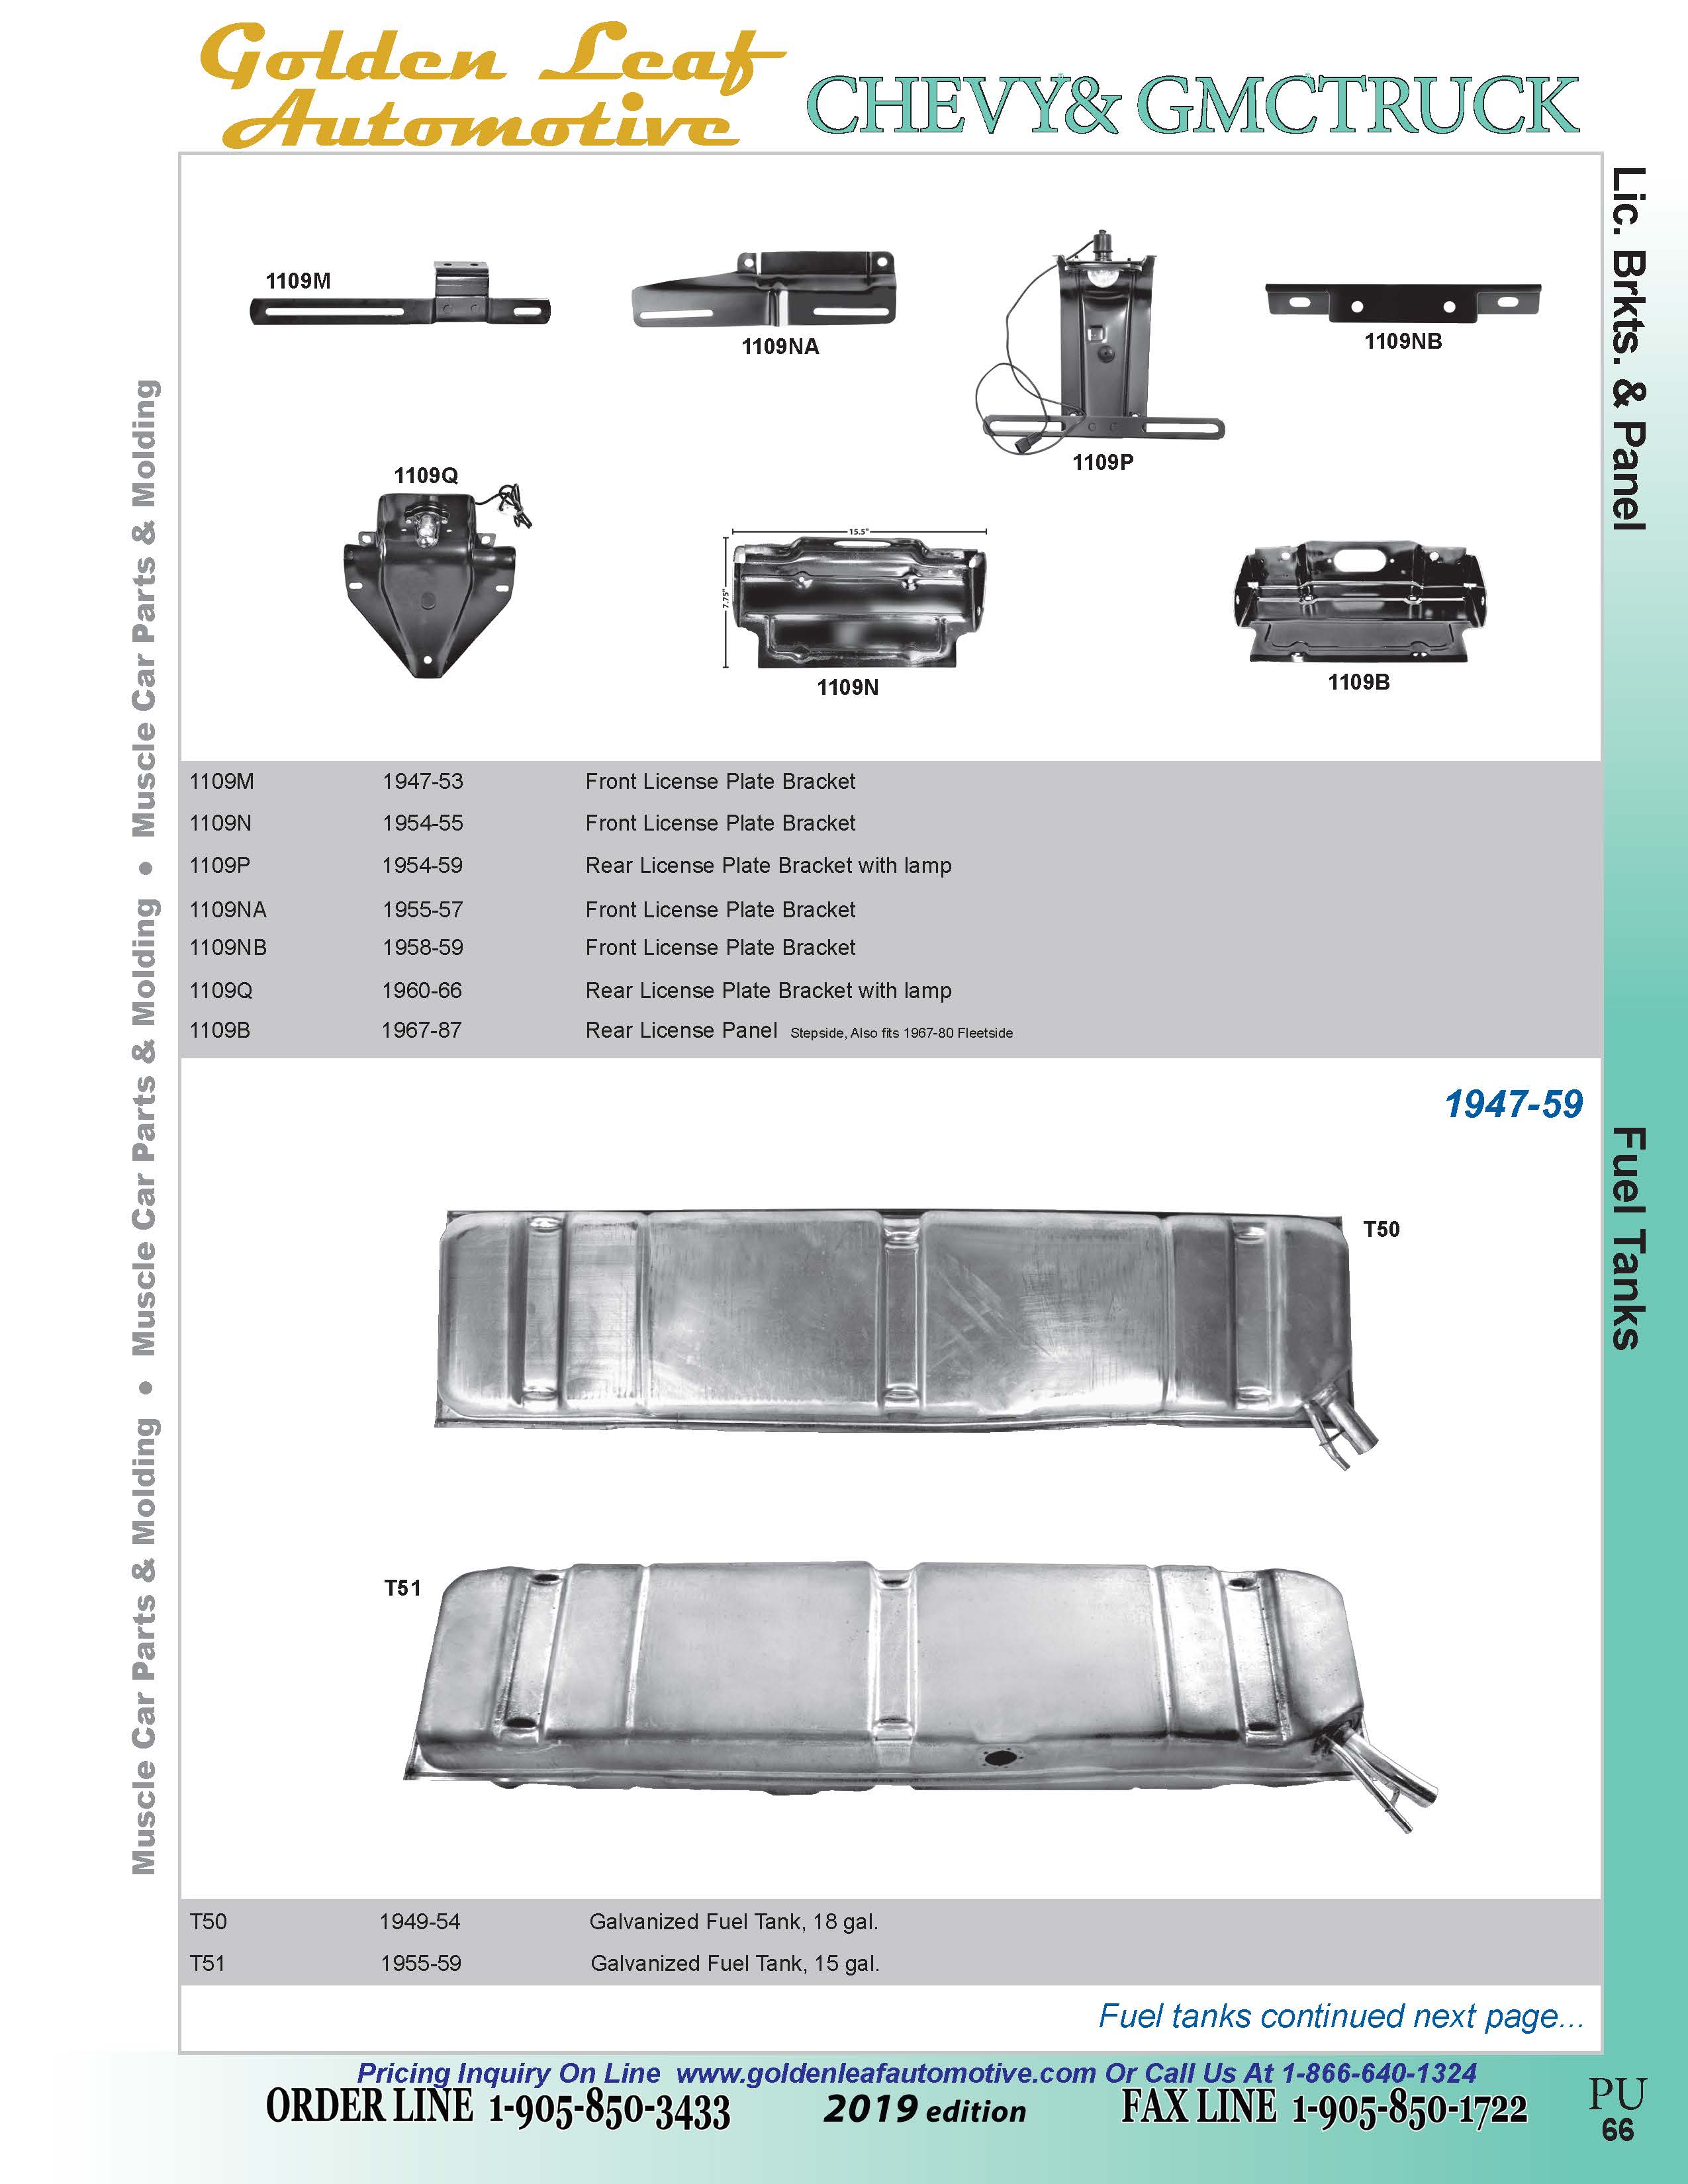 Golden Leaf
Automotive
CHEVY& GMCTRUCK
Lic. Brkts. & Panel
1109M
1109NA
1109P
1109NB
1109Q
15.5"
7.75"
1109N
1109B
1109M 1947-53 Front License Plate Bracket
1109N 1954-55 Front License Plate Bracket
1109P 1954-59 Rear License Plate Bracket with lamp
1109NA 1955-57 Front License Plate Bracket
1109NB 1958-59 Front License Plate Bracket
1109Q 1960-66 Rear License Plate Bracket with lamp
1109B 1967-87 Rear License Panel Stepside, Also fits 1967-80 Fleetside
Muscle Car Parts & Molding • Muscle Car Parts & Molding • Muscle Car Parts & Molding
1947-59
Fuel Tanks
T50
T51
T50 1949-54 Galvanized Fuel Tank, 18 gal.
T51 1955-59 Galvanized Fuel Tank, 15 gal.
Fuel tanks continued next page...
Pricing Inquiry On Line www.goldenleafautomotive.com Or Call Us At 1-866-640-1324
ORDER LINE 1-905-850-3433 2019 edition FAX LINE 1-905-850-1722
PU
66